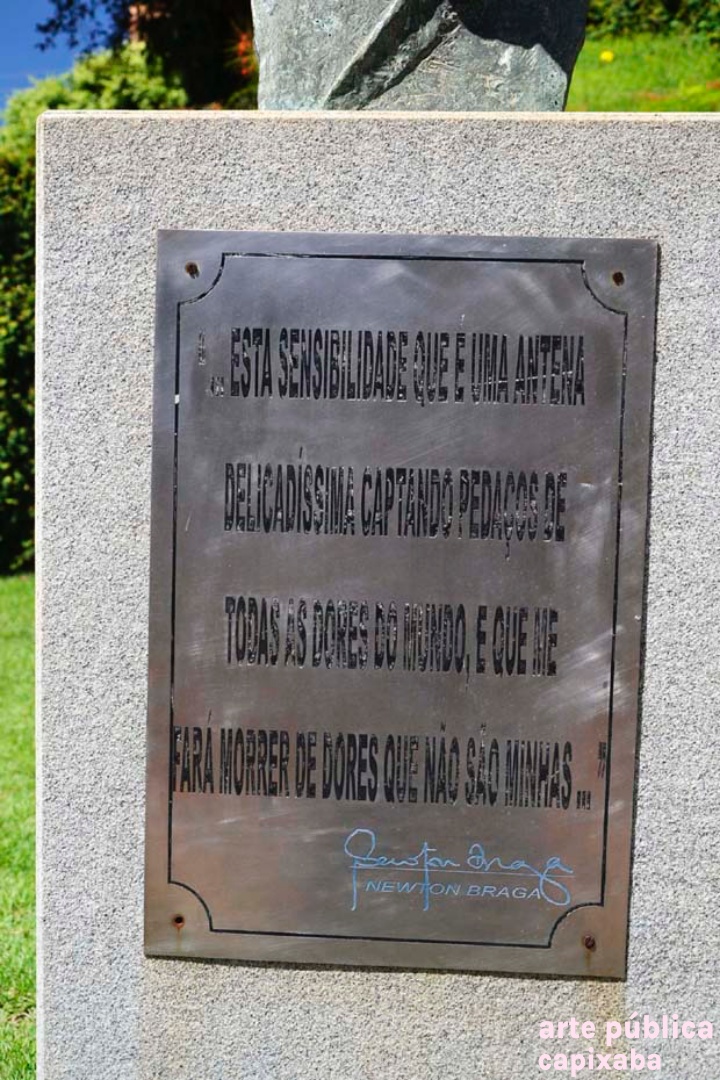 "... ESTA SENSIBILIDADE QUE É UMA ANTENA
DELICADÍSSIMA CAPTANDO PEDAÇOS DE
TODAS AS DORES DO MUNDO, E QUE ME
FARÁ MORRER DE DORES QUE NÃO SÃO MINHAS ... "
Newton Braga
NEWTON BRAGA
arte pública
capixaba